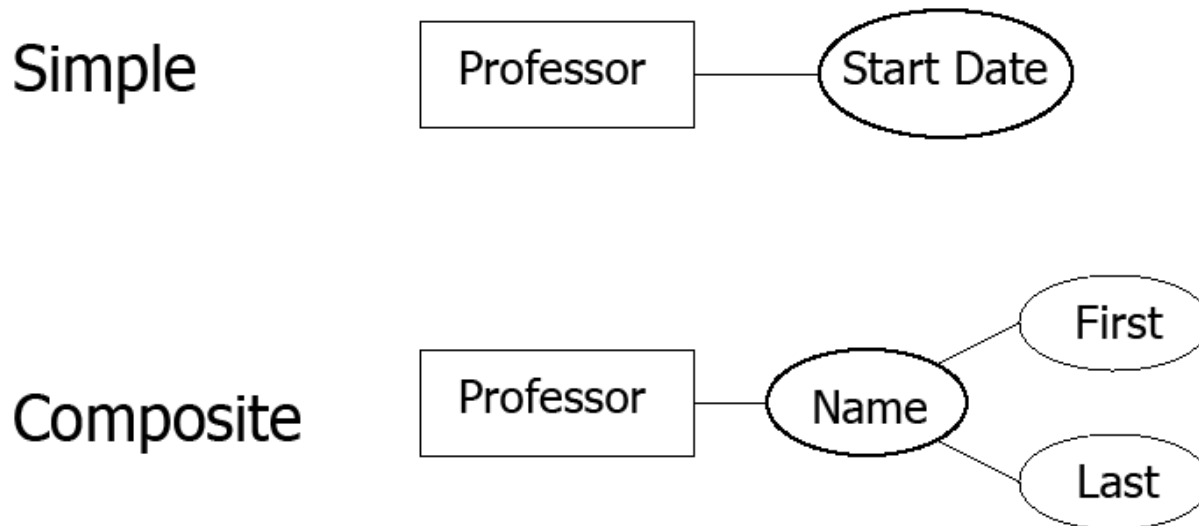 Simple
Professor
Start Date
Composite
Professor
Name
First
Last